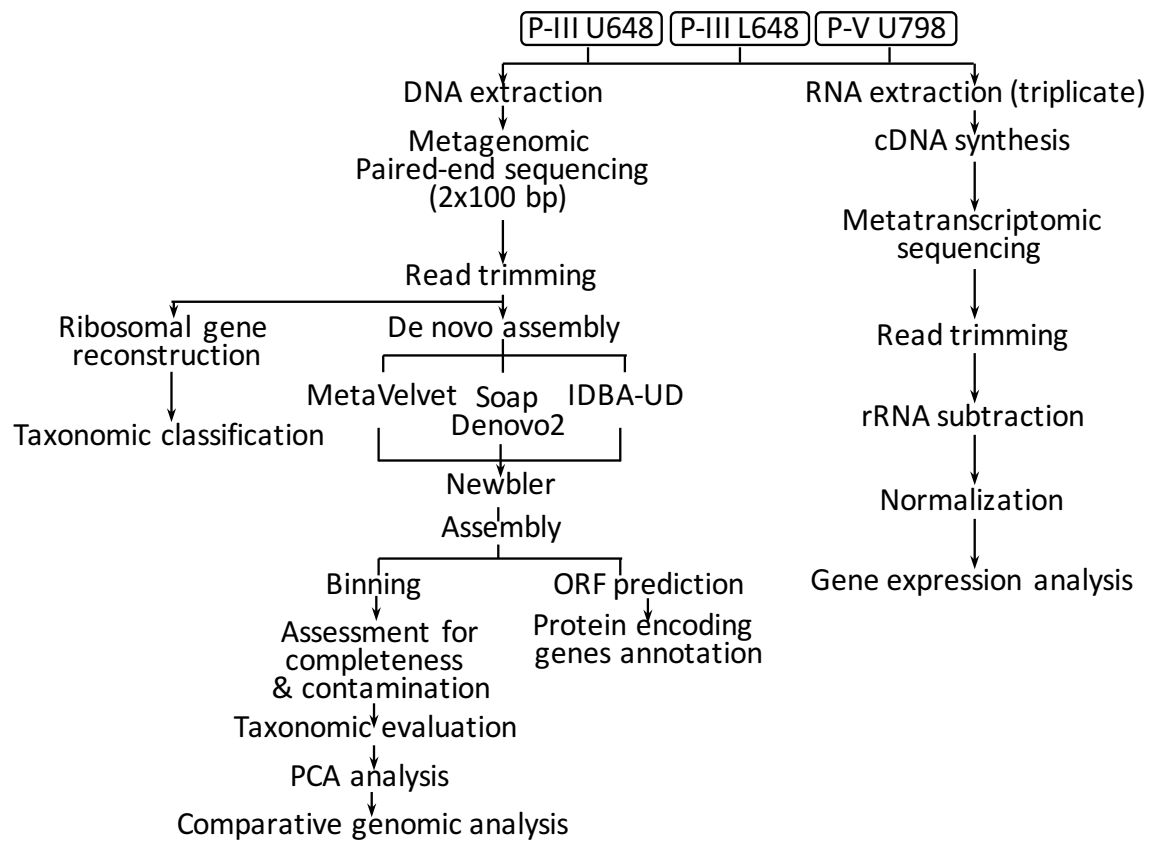 P-III U648
P-III L648
P-V U798
DNA extraction
Metagenomic
Paired-end sequencing
(2x100 bp)
Read trimming
Ribosomal gene
reconstruction
Taxonomic classification
De novo assembly
MetaVelvet
Soap
Denovo2
IDBA-UD
Newbler
Assembly
Binning
Assessment for
completeness
& contamination
Taxonomic evaluation
PCA analysis
Comparative genomic analysis
ORF prediction
Protein encoding
genes annotation
RNA extraction (triplicate)
cDNA synthesis
Metatranscriptomic
sequencing
Read trimming
rRNA subtraction
Normalization
Gene expression analysis